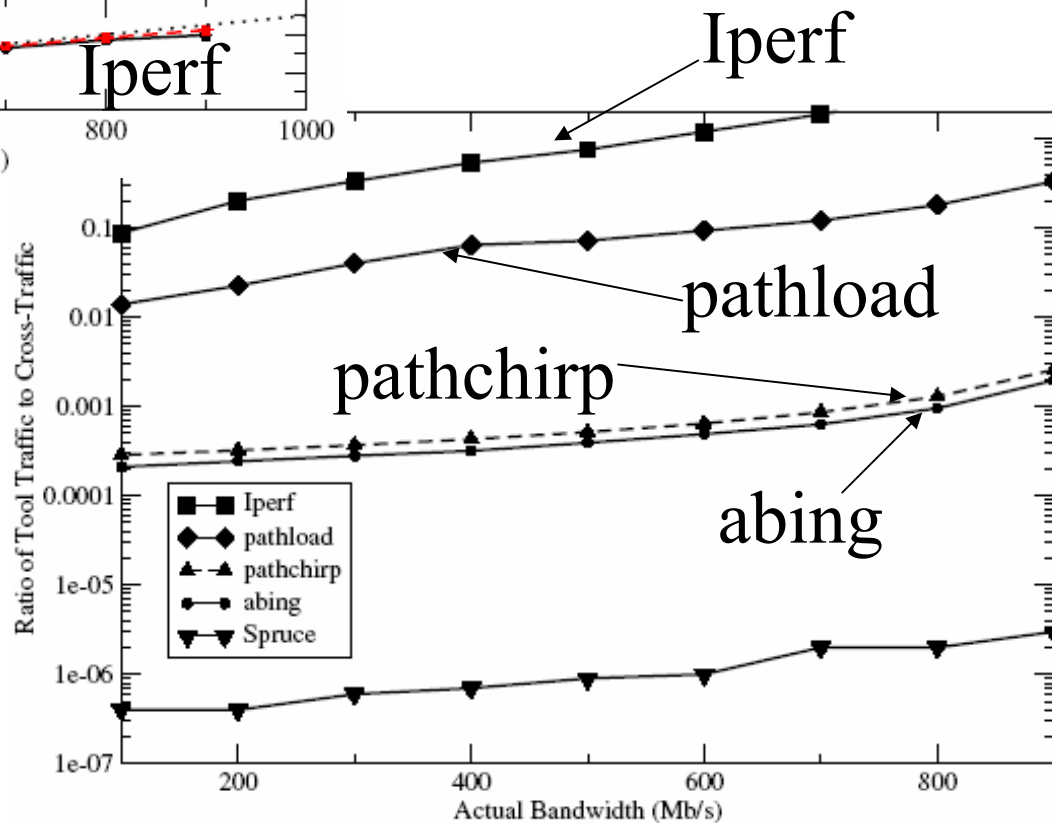 Iperf
800
1000
)
Iperf
pathload
pathchirp
abing
Ratio of Tool Traffic to Cross-Traffic
0.1
0.01
0.001
0.0001
1e-05
1e-06
1e-07
Iperf
pathload
pathchirp
abing
Spruce
200
400
600
800
Actual Bandwidth (Mb/s)